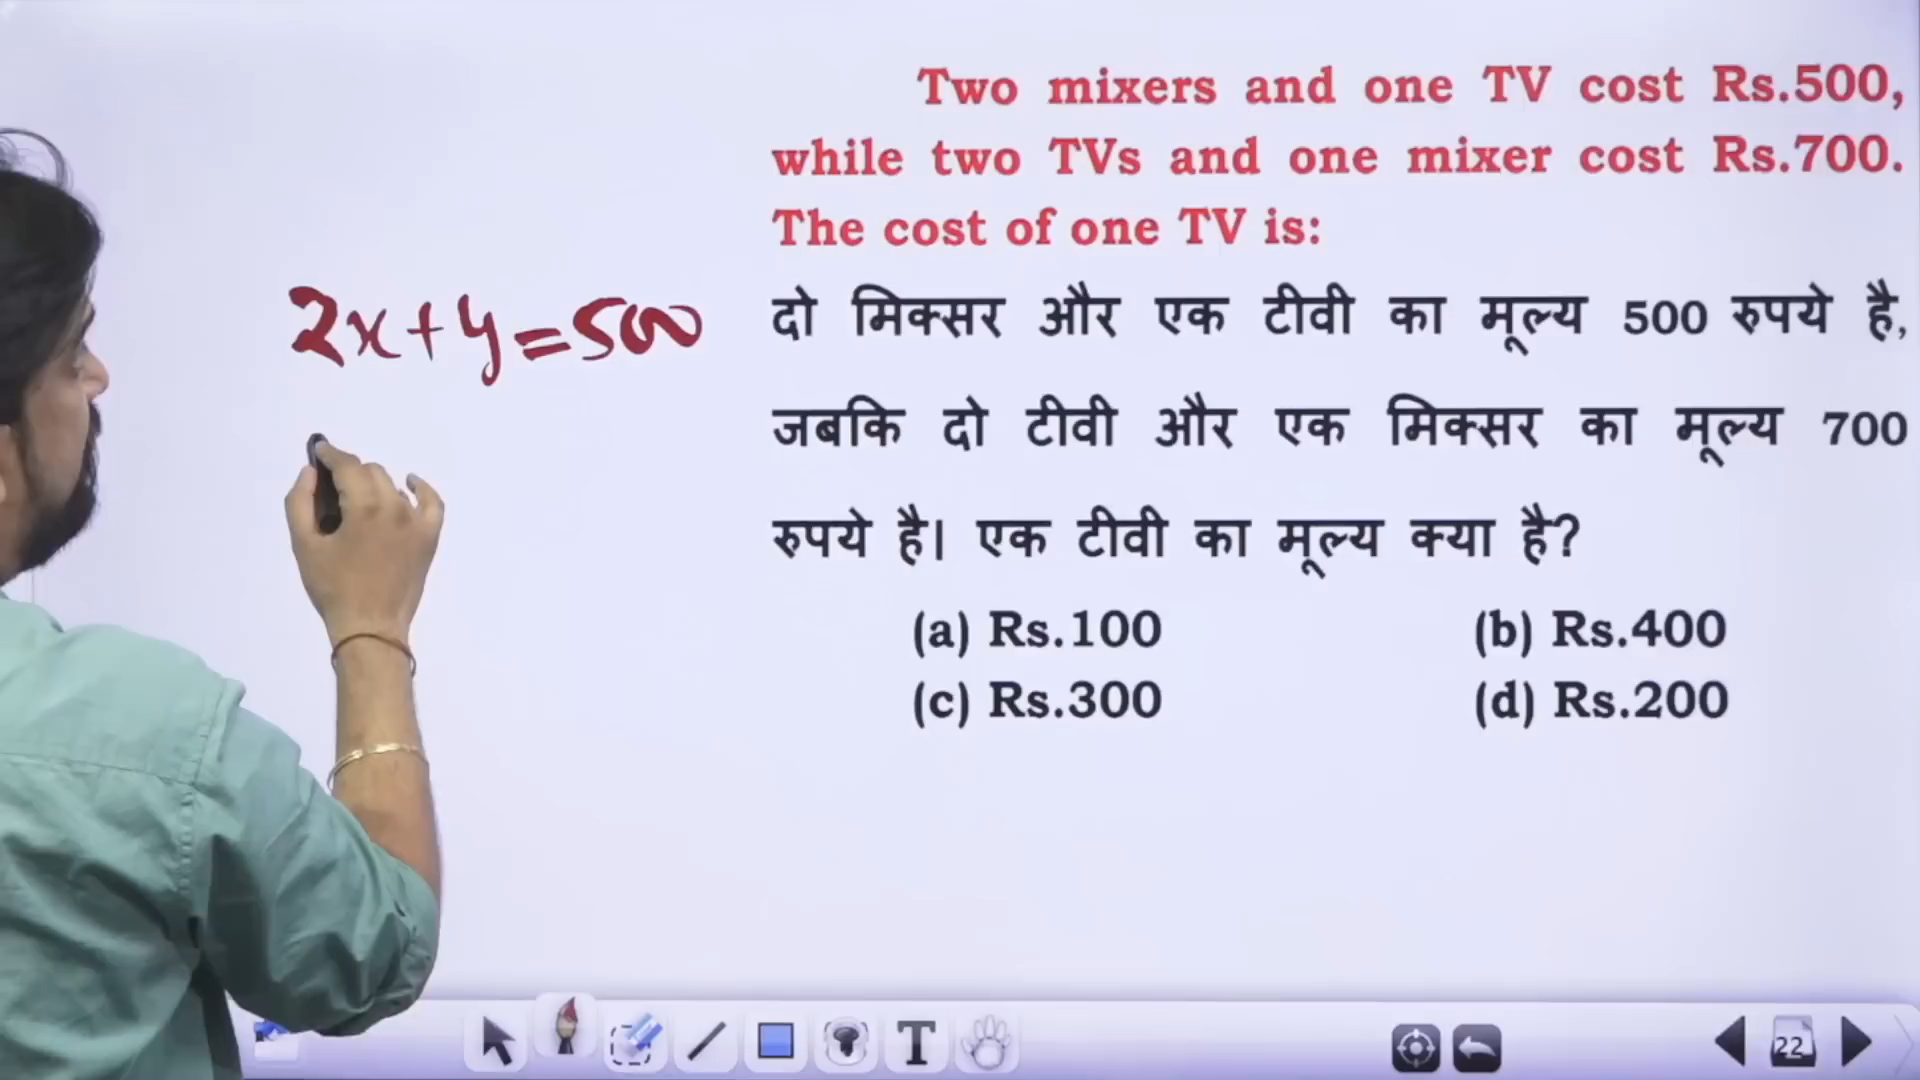 Two mixers and one TV cost Rs.500,
while two TVs and one mixer cost Rs.700.
The cost of one TV is:
2x+y=500
दो मिक्सर और एक टीवी का मूल्य 500 रुपये है,
जबकि दो टीवी और एक मिक्सर का मूल्य 700
रुपये है। एक टीवी का मूल्य क्या है?
(a) Rs.100 (b) Rs.400
(c) Rs.300 (d) Rs.200
T
22